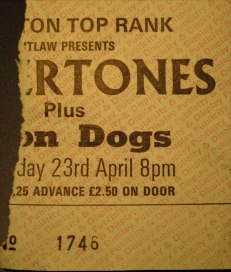 TON TOP RANK
TLAW PRESENTS
ERTONES
Plus
on Dogs
day 23rd April 8pm
.25 ADVANCE £2.50 ON DOOR
No 1746